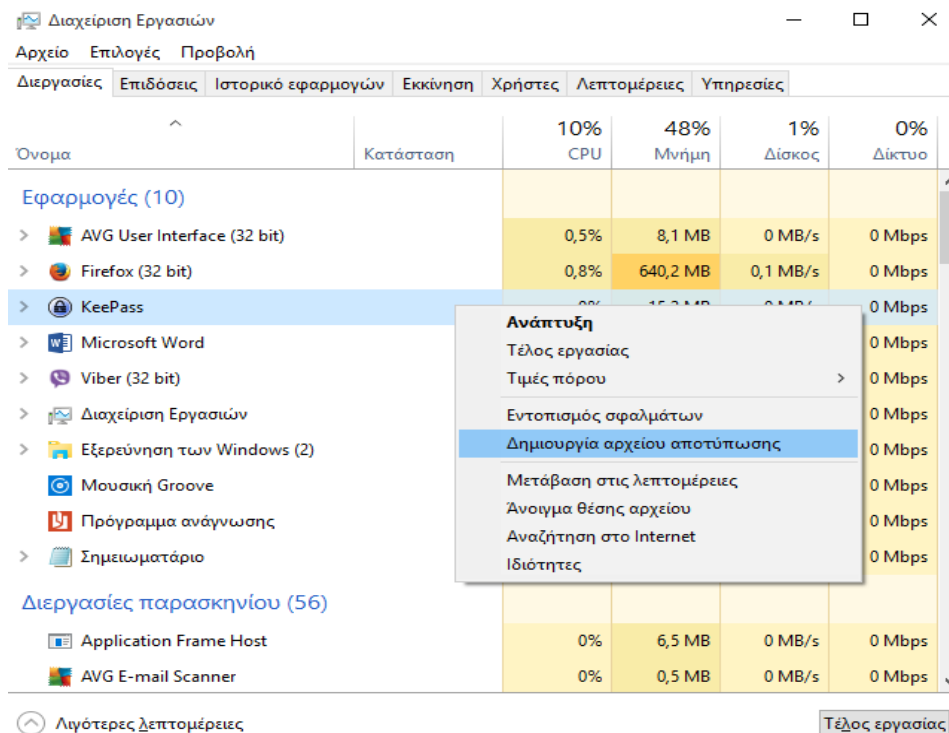 Διαχείριση Εργασιών
Αρχείο Επιλογές Προβολή
Διεργασίες Επιδόσεις Ιστορικό εφαρμογών Εκκίνηση Χρήστες Λεπτομέρειες Υπηρεσίες
10% 48% 1% 0%
Όνομα Κατάσταση CPU Μνήμη Δίσκος Δίκτυο
Εφαρμογές (10)
AVG User Interface (32 bit) 0,5% 8,1 MB 0 MB/s 0 Mbps
Firefox (32 bit) 0,8% 640,2 MB 0,1 MB/s 0 Mbps
KeePass 0 Mbps
Ανάπτυξη
Microsoft Word 0 Mbps
Τέλος εργασίας
Viber (32 bit) Τιμές πόρου 0 Mbps
Διαχείριση Εργασιών Εντοπισμός σφαλμάτων 0 Mbps
Εξερεύνηση των Windows (2) Δημιουργία αρχείου αποτύπωσης 0 Mbps
Μουσική Groove Μετάβαση στις λεπτομέρειες 0 Mbps
Άνοιγμα θέσης αρχείου
Πρόγραμμα ανάγνωσης 0 Mbps
Αναζήτηση στο Internet
Σημειωματάριο Ιδιότητες 0 Mbps
Διεργασίες παρασκηνίου (56)
Application Frame Host 0% 6,5 MB 0 MB/s 0 Mbps
AVG E-mail Scanner 0% 0,5 MB 0 MB/s 0 Mbps
Λιγότερες λεπτομέρειες Τέλος εργασίας